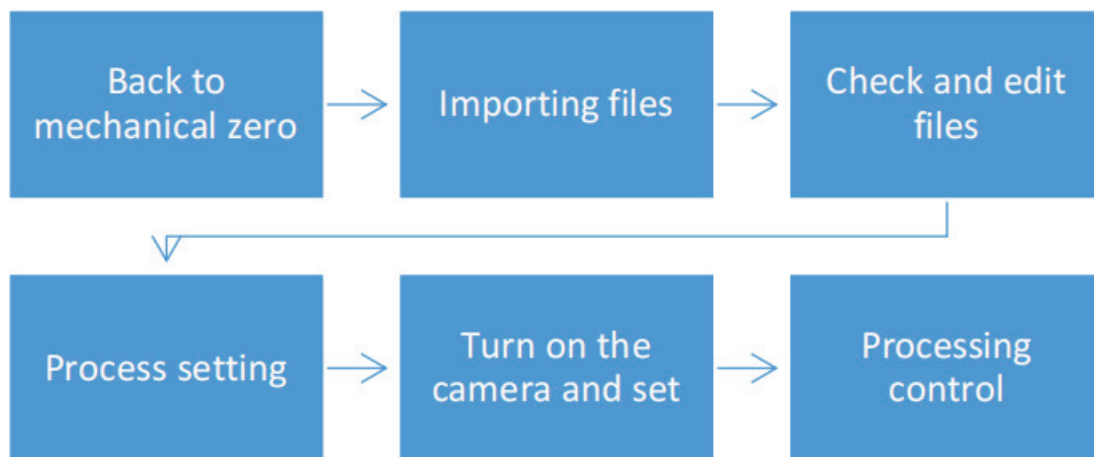 Back to
mechanical zero
Importing files
Check and edit
files
Process setting
Turn on the
camera and set
Processing
control